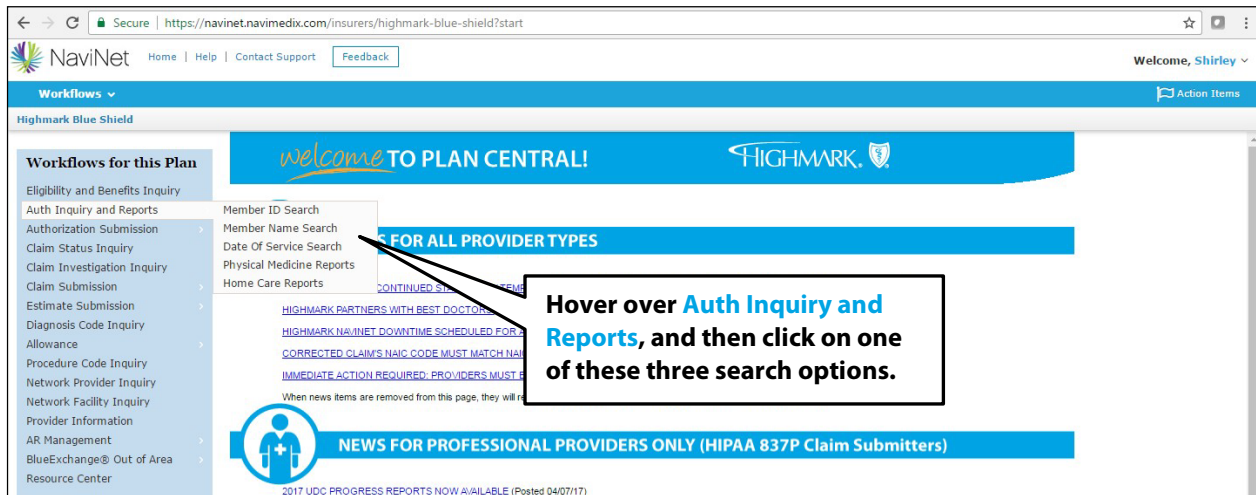 Secure | https://navinet.navimedix.com/insurers/highmark-blue-shield?start
NaviNet Home | Help | Contact Support Feedback
Welcome, Shirley
Workflows
Action Items
Highmark Blue Shield
Workflows for this Plan
Eligibility and Benefits Inquiry
Auth Inquiry and Reports
Authorization Submission
Claim Status Inquiry
Claim Investigation Inquiry
Claim Submission
Estimate Submission
Diagnosis Code Inquiry
Allowance
Procedure Code Inquiry
Network Provider Inquiry
Network Facility Inquiry
Provider Information
AR Management
BlueExchange® Out of Area
Resource Center
Member ID Search
Member Name Search
Date Of Service Search
Physical Medicine Reports
Home Care Reports
welcome TO PLAN CENTRAL!
HIGHMARK.
FOR ALL PROVIDER TYPES
HIGHMARK PARTNERS WITH BEST DOCTORS
HIGHMARK NAVINET DOWNTIME SCHEDULED FOR
CORRECTED CLAIM'S NAIC CODE MUST MATCH
IMMEDIATE ACTION REQUIRED: PROVIDERS MUST
When news items are removed from this page, they will
Hover over Auth Inquiry and
Reports, and then click on one
of these three search options.
NEWS FOR PROFESSIONAL PROVIDERS ONLY (HIPAA 837P Claim Submitters)
2017 UDC PROGRESS REPORTS NOW AVAILABLE (Posted 04/07/17)